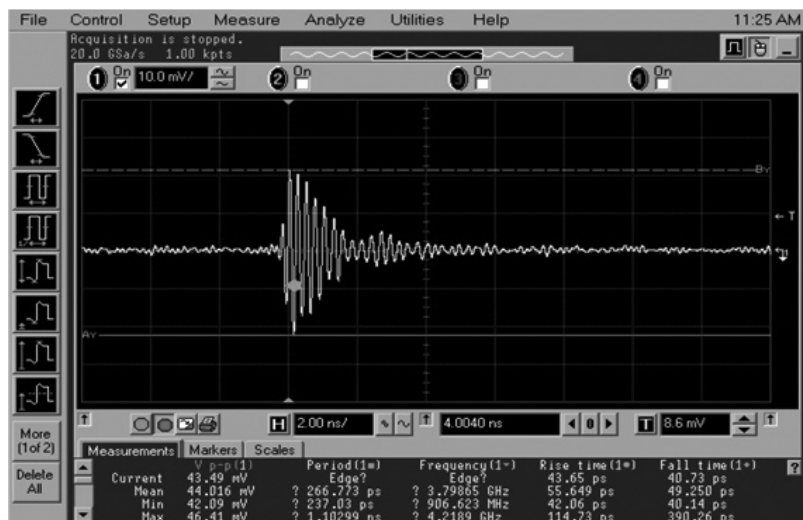 File Control Setup Measure Analyze Utilities Help 11:25 AM
Acquisition is stopped.
20.0 GSa/s 1.00 kpts
1 On 10.0 mV/ 2 On 3 On 4 On
By
T
Ay
More
(1of 2)
Delete
All
H 2.00 ns/ 4.0040 ns 0 T 8.6 mV
Measurements Markers Scales
V p-p(1) Period(1) Frequency(1) Rise time(1) Fall time(1) ?
Current 43.49 mV Edge? Edge? 43.65 ps 40.73 ps
Mean 44.016 mV ? 266.773 ps ? 3.79865 GHz 55.649 ps 49.250 ps
Min 42.09 mV ? 237.03 ps ? 906.623 MHz 42.06 ps 40.14 ps
Max 46.41 mV ? 1.10299 ns ? 4.2189 GHz 114.73 ps 390.26 ps